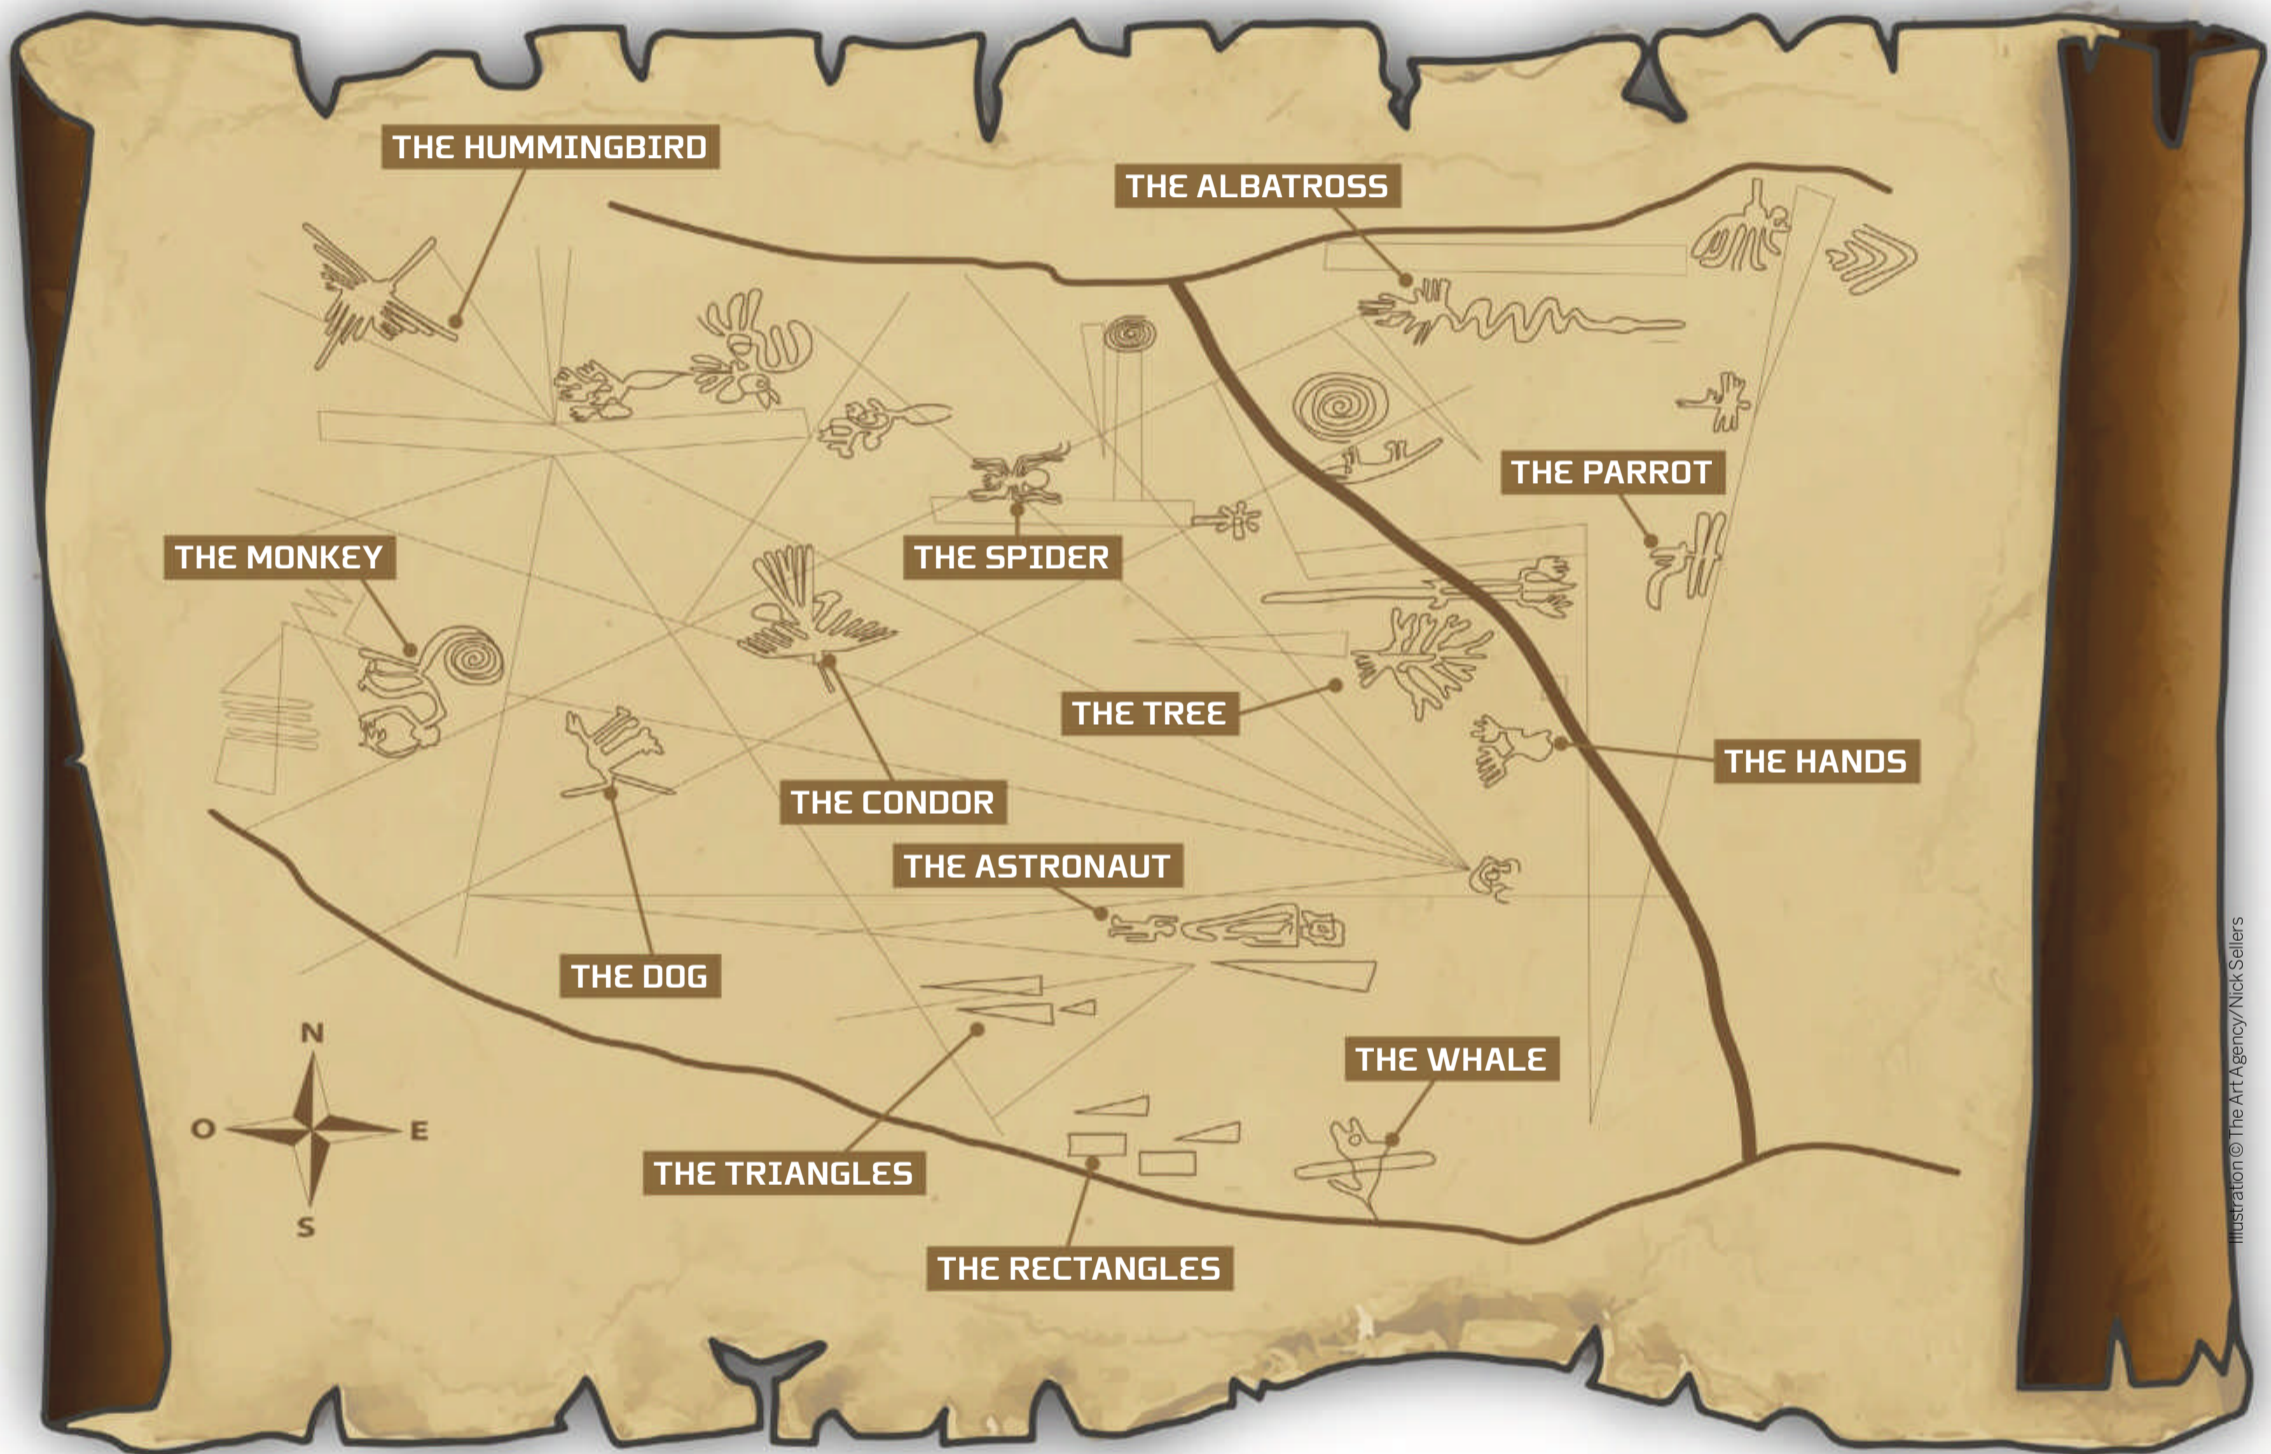 THE HUMMINGBIRD
THE ALBATROSS
THE PARROT
THE MONKEY
THE SPIDER
THE TREE
THE HANDS
THE CONDOR
THE ASTRONAUT
THE DOG
N
O
E
S
THE WHALE
THE TRIANGLES
THE RECTANGLES
Illustration © The Art Agency/Nick Sellers